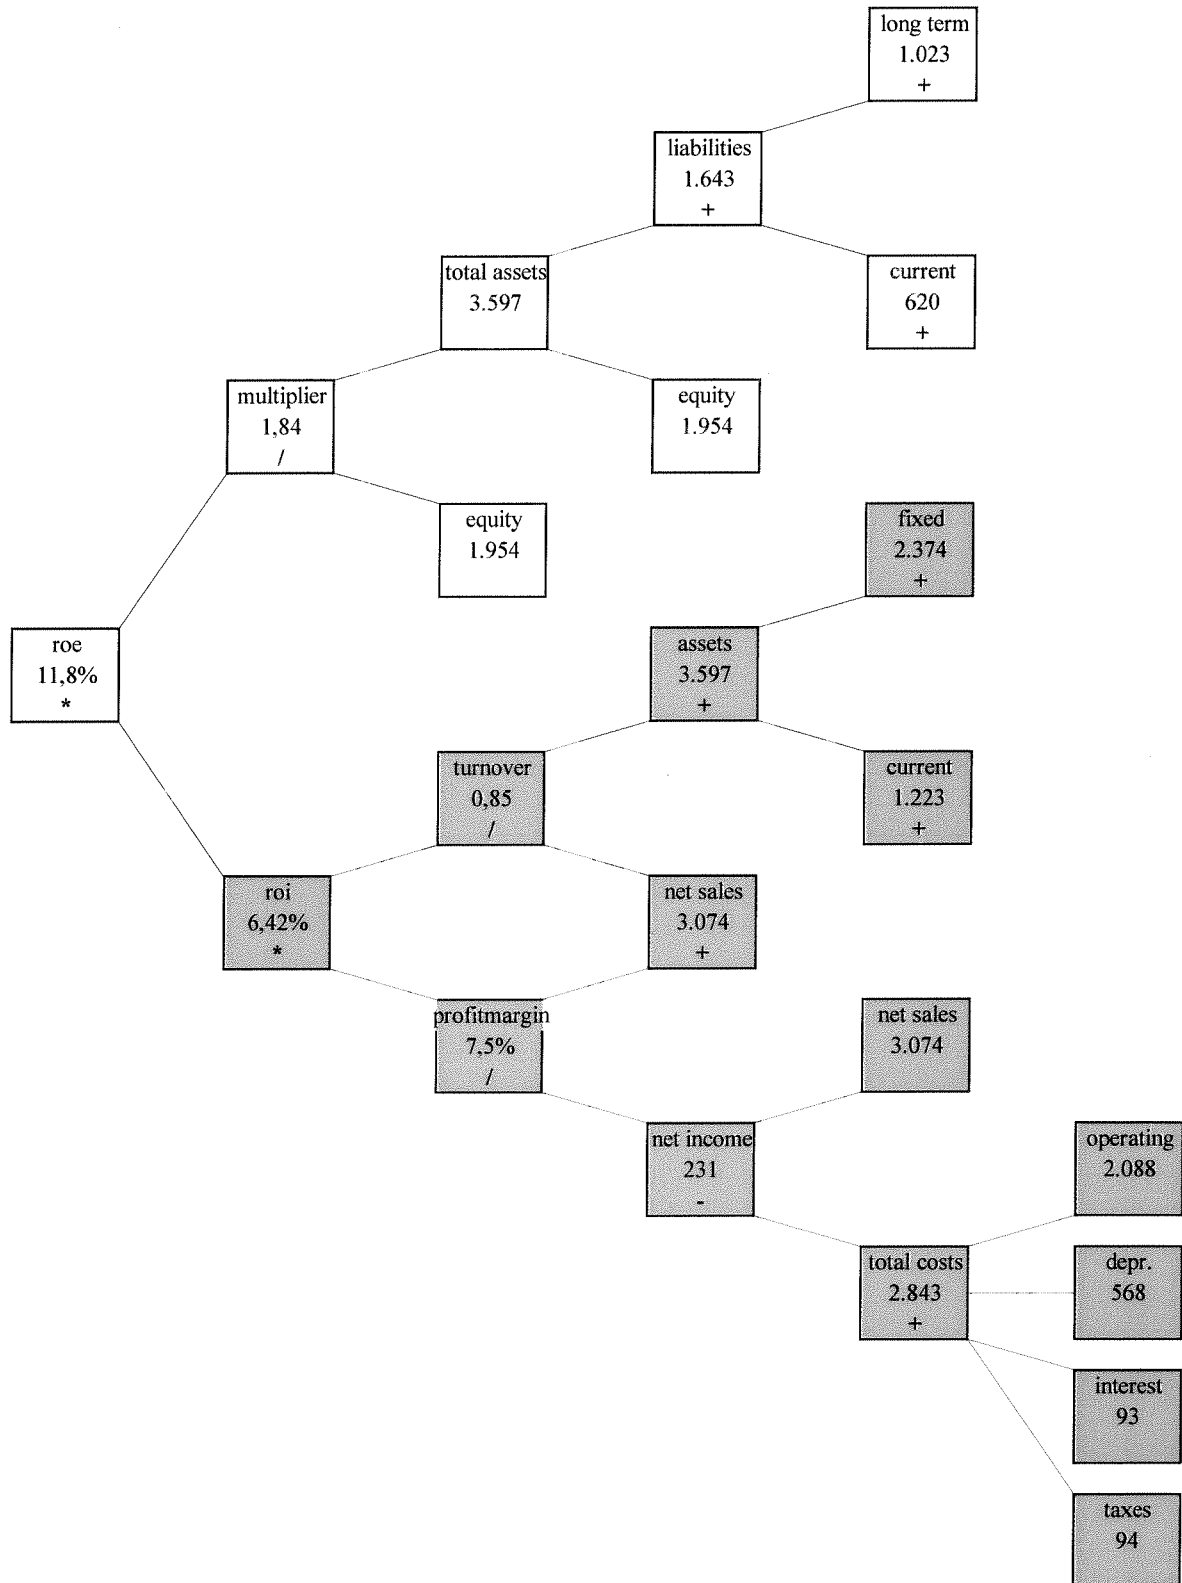 long term
1.023
+
liabilities
1.643
+
total assets
3.597
current
620
+
multiplier
1,84
/
equity
1.954
equity
1.954
fixed
2.374
+
roe
11,8%
*
assets
3.597
+
turnover
0,85
/
current
1.223
+
roi
6,42%
*
net sales
3.074
+
profitmargin
7,5%
/
net sales
3.074
net income
231
-
operating
2.088
total costs
2.843
+
depr.
568
interest
93
taxes
94